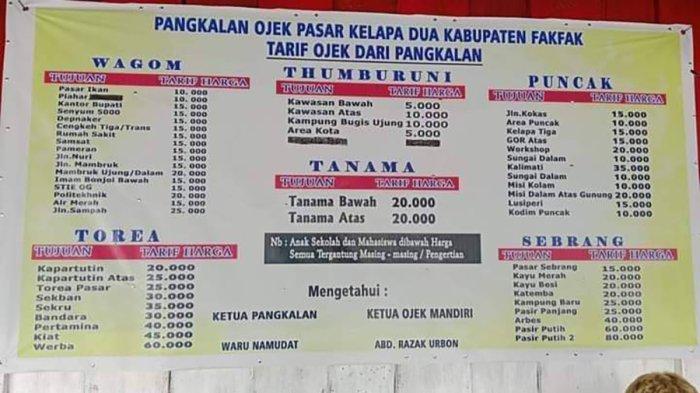 PANGKALAN OJEK PASAR KELAPA DUA KABUPATEN FAKFAK
TARIF OJEK DARI PANGKALAN
WAGOM
TUJUAN TARIF HARGA
Pasar Ikan 10.000
Plahar 10.000
Kantor Bupati 15.000
Senyum 5000 10.000
Depnaker 10.000
Cengkeh Tiga/Trans 15.000
Rumah Sakit 10.000
Samsat 15.000
Pameran 15.000
Jln.Nuri 15.000
Jln. Mambruk 15.000
Mambruk Ujung/Dalam 20.000
Imam Bonjol Bawah 15.000
STIE OG 15.000
Politekhnik 20.000
Air Merah 15.000
Jln.Sampah 25.000
TOREA
TUJUAN TARIF HARGA
Kapartutin 20.000
Kapartutin Atas 25.000
Torea Pasar 25.000
Sekban 30.000
Sekru 35.000
Bandara 30.000
Pertamina 40.000
Kiat 45.000
Werba 60.000
THUMBURUNI
TUJUAN TARIF HARGA
Kawasan Bawah 5.000
Kawasan Atas 10.000
Kampung Bugis Ujung 10.000
Area Kota 5.000
TANAMA
TUJUAN TARIF HARGA
Tanama Bawah 20.000
Tanama Atas 20.000
Nb : Anak Sekolah dan Mahasiswa dibawah Harga
Semua Tergantung Masing - masing / Pengertian
Mengetahui :
KETUA PANGKALAN KETUA OJEK MANDIRI
WARU NAMUDAT ABD. RAZAK URBON
PUNCAK
TUJUAN TARIF HARGA
Jln.Kokas 15.000
Area Puncak 10.000
Kelapa Tiga 15.000
GOR Atas 15.000
Workshop 20.000
Sungai Dalam 10.000
Kalimati 35.000
Sungai Dalam 10.000
Misi Kolam 10.000
Misi Dalam Atas Gunung 20.000
Lusiperi 15.000
Kodim Puncak 10.000
SEBRANG
TUJUAN TARIF HARGA
Pasar Sebrang 15.000
Kayu Merah 20.000
Kayu Besi 20.000
Katemba 20.000
Kampung Baru 25.000
Pasir Panjang 25.000
Arbes 40.000
Pasir Putih 60.000
Pasir Putih 2 80.000